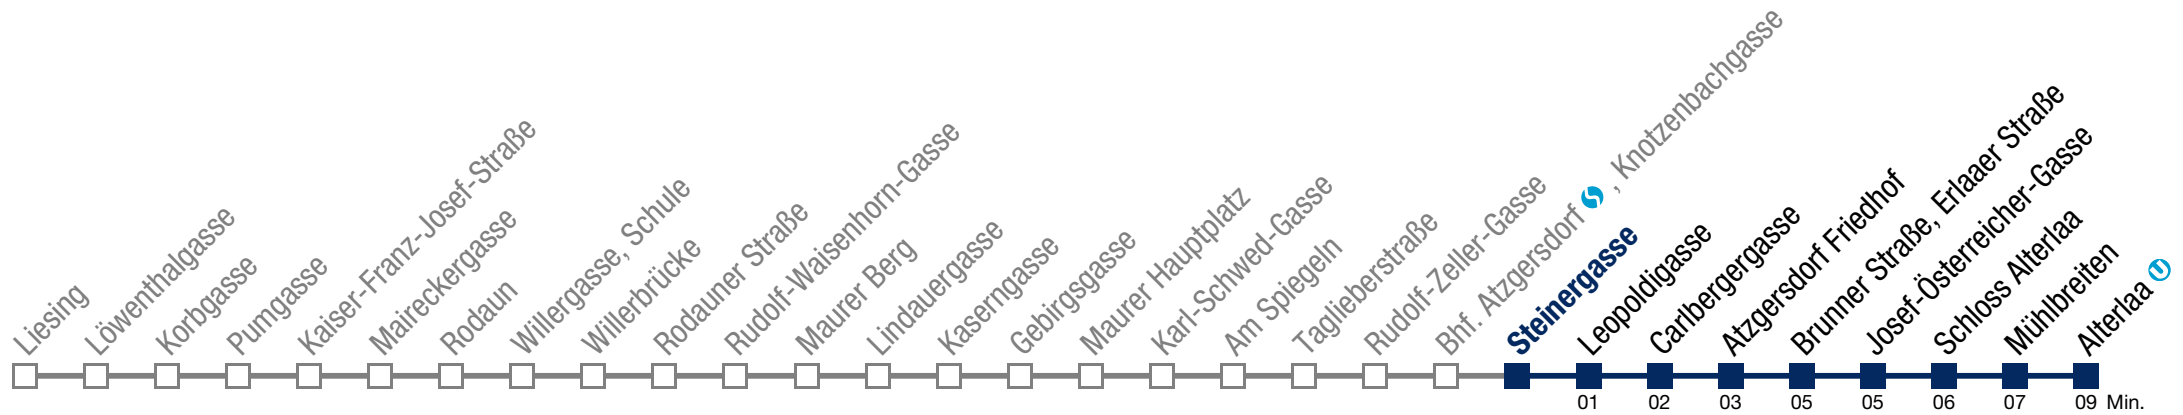 Liesing
Löwenthalgasse
Korbgasse
Pumgasse
Kaiser-Franz-Josef-Straße
Maireckergasse
Rodaun
Willergasse, Schule
Willerbrücke
Rodauner Straße
Rudolf-Waisenhorn-Gasse
Maurer Berg
Lindauergasse
Kaserngasse
Gebirgsgasse
Maurer Hauptplatz
Karl-Schwed-Gasse
Am Spiegeln
Taglieberstraße
Rudolf-Zeller-Gasse
Bhf. Atzgersdorf S, Knotzenbachgasse
Steinergasse
Leopoldigasse
Carlbergergasse
Atzgersdorf Friedhof
Brunner Straße, Erlaaer Straße
Josef-Österreicher-Gasse
Schloss Alterlaa
Mühlbreiten
Alterlaa U
01 02 03 05 05 06 07 09 Min.